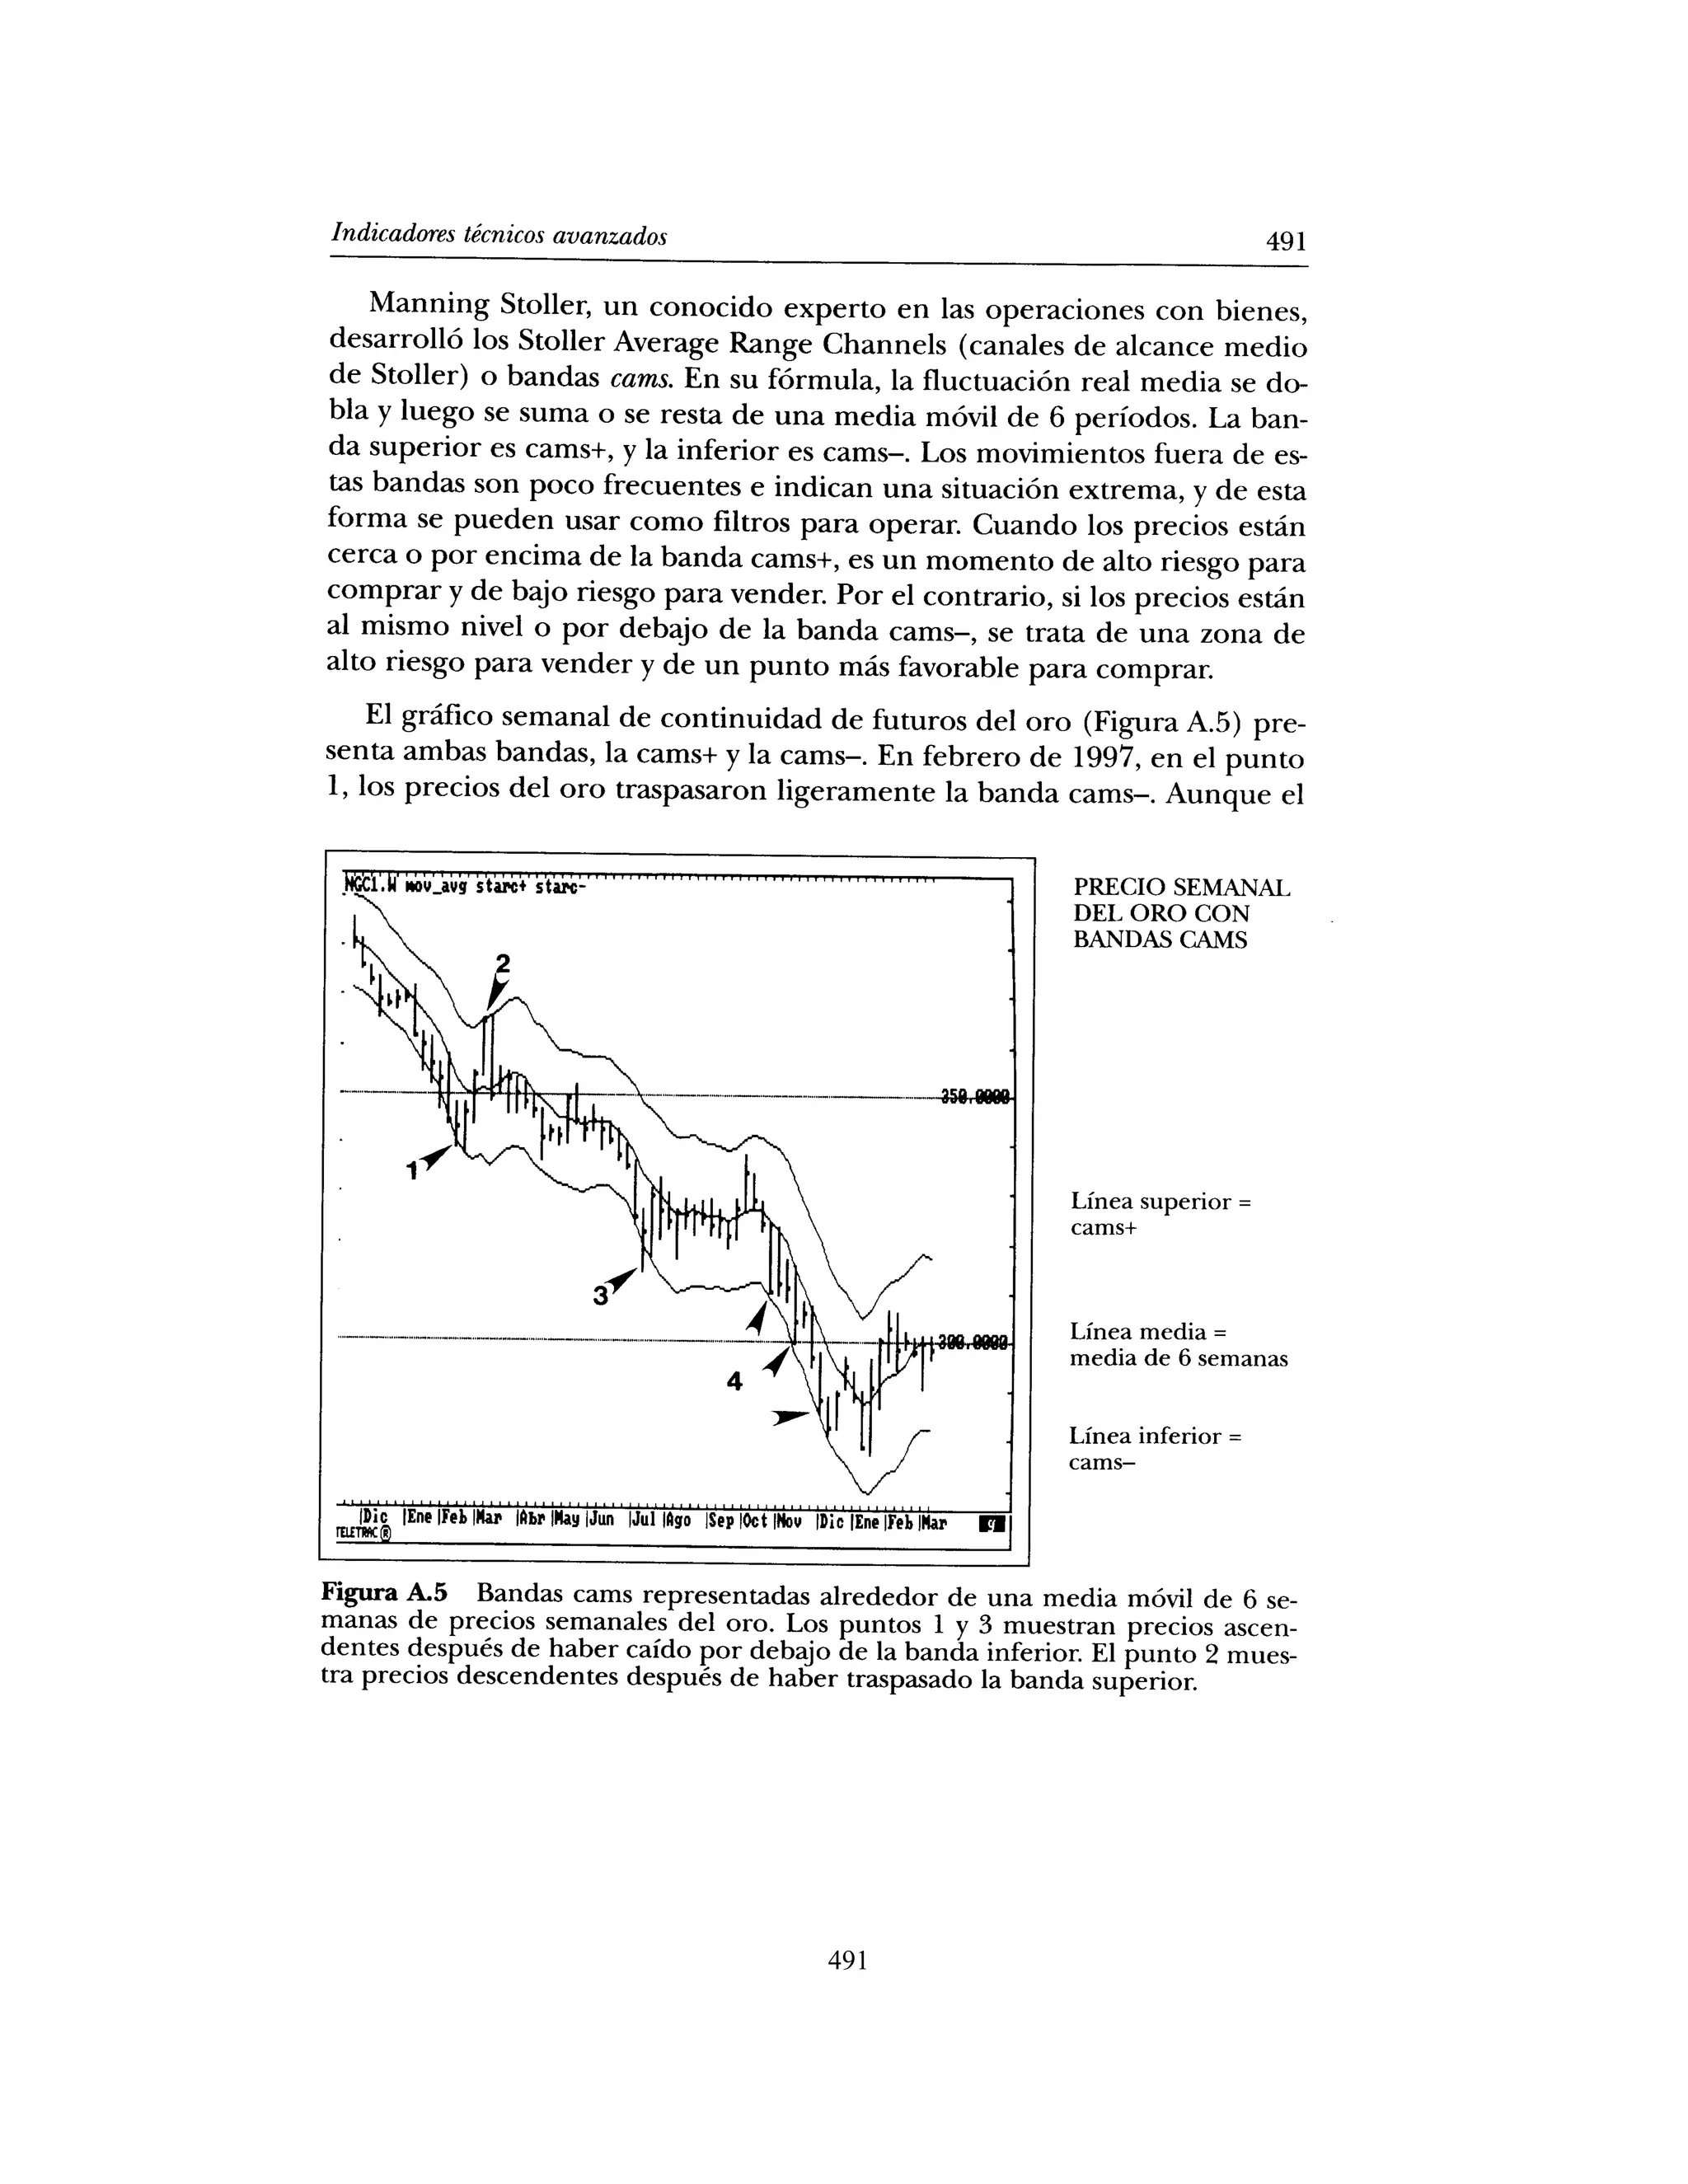 Indicadores técnicos avanzados 491
Manning Stoller, un conocido experto en las operaciones con bienes,
desarrolló los Stoller Average Range Channels (canales de alcance medio
de Stoller) o bandas cams. En su fórmula, la fluctuación real media se do-
bla y luego se suma o se resta de una media móvil de 6 períodos. La ban-
da superior es cams+, y la inferior es cams–. Los movimientos fuera de es-
tas bandas son poco frecuentes e indican una situación extrema, y de esta
forma se pueden usar como filtros para operar. Cuando los precios están
cerca o por encima de la banda cams+, es un momento de alto riesgo para
comprar y de bajo riesgo para vender. Por el contrario, si los precios están
al mismo nivel o por debajo de la banda cams–, se trata de una zona de
alto riesgo para vender y de un punto más favorable para comprar.
El gráfico semanal de continuidad de futuros del oro (Figura A.5) pre-
senta ambas bandas, la cams+ y la cams–. En febrero de 1997, en el punto
1, los precios del oro traspasaron ligeramente la banda cams–. Aunque el
NGC1.W mov_avg starc+ starc-
2
350.0000
1
3
300.0000
4
|Dic |Ene |Feb |Mar |Abr |May |Jun |Jul |Ago |Sep |Oct |Nov |Dic |Ene |Feb |Mar
TELETRAC ®
PRECIO SEMANAL
DEL ORO CON
BANDAS CAMS
Línea superior =
cams+
Línea media =
media de 6 semanas
Línea inferior =
cams–
Figura A.5 Bandas cams representadas alrededor de una media móvil de 6 se-
manas de precios semanales del oro. Los puntos 1 y 3 muestran precios ascen-
dentes después de haber caído por debajo de la banda inferior. El punto 2 mues-
tra precios descendentes después de haber traspasado la banda superior.
491